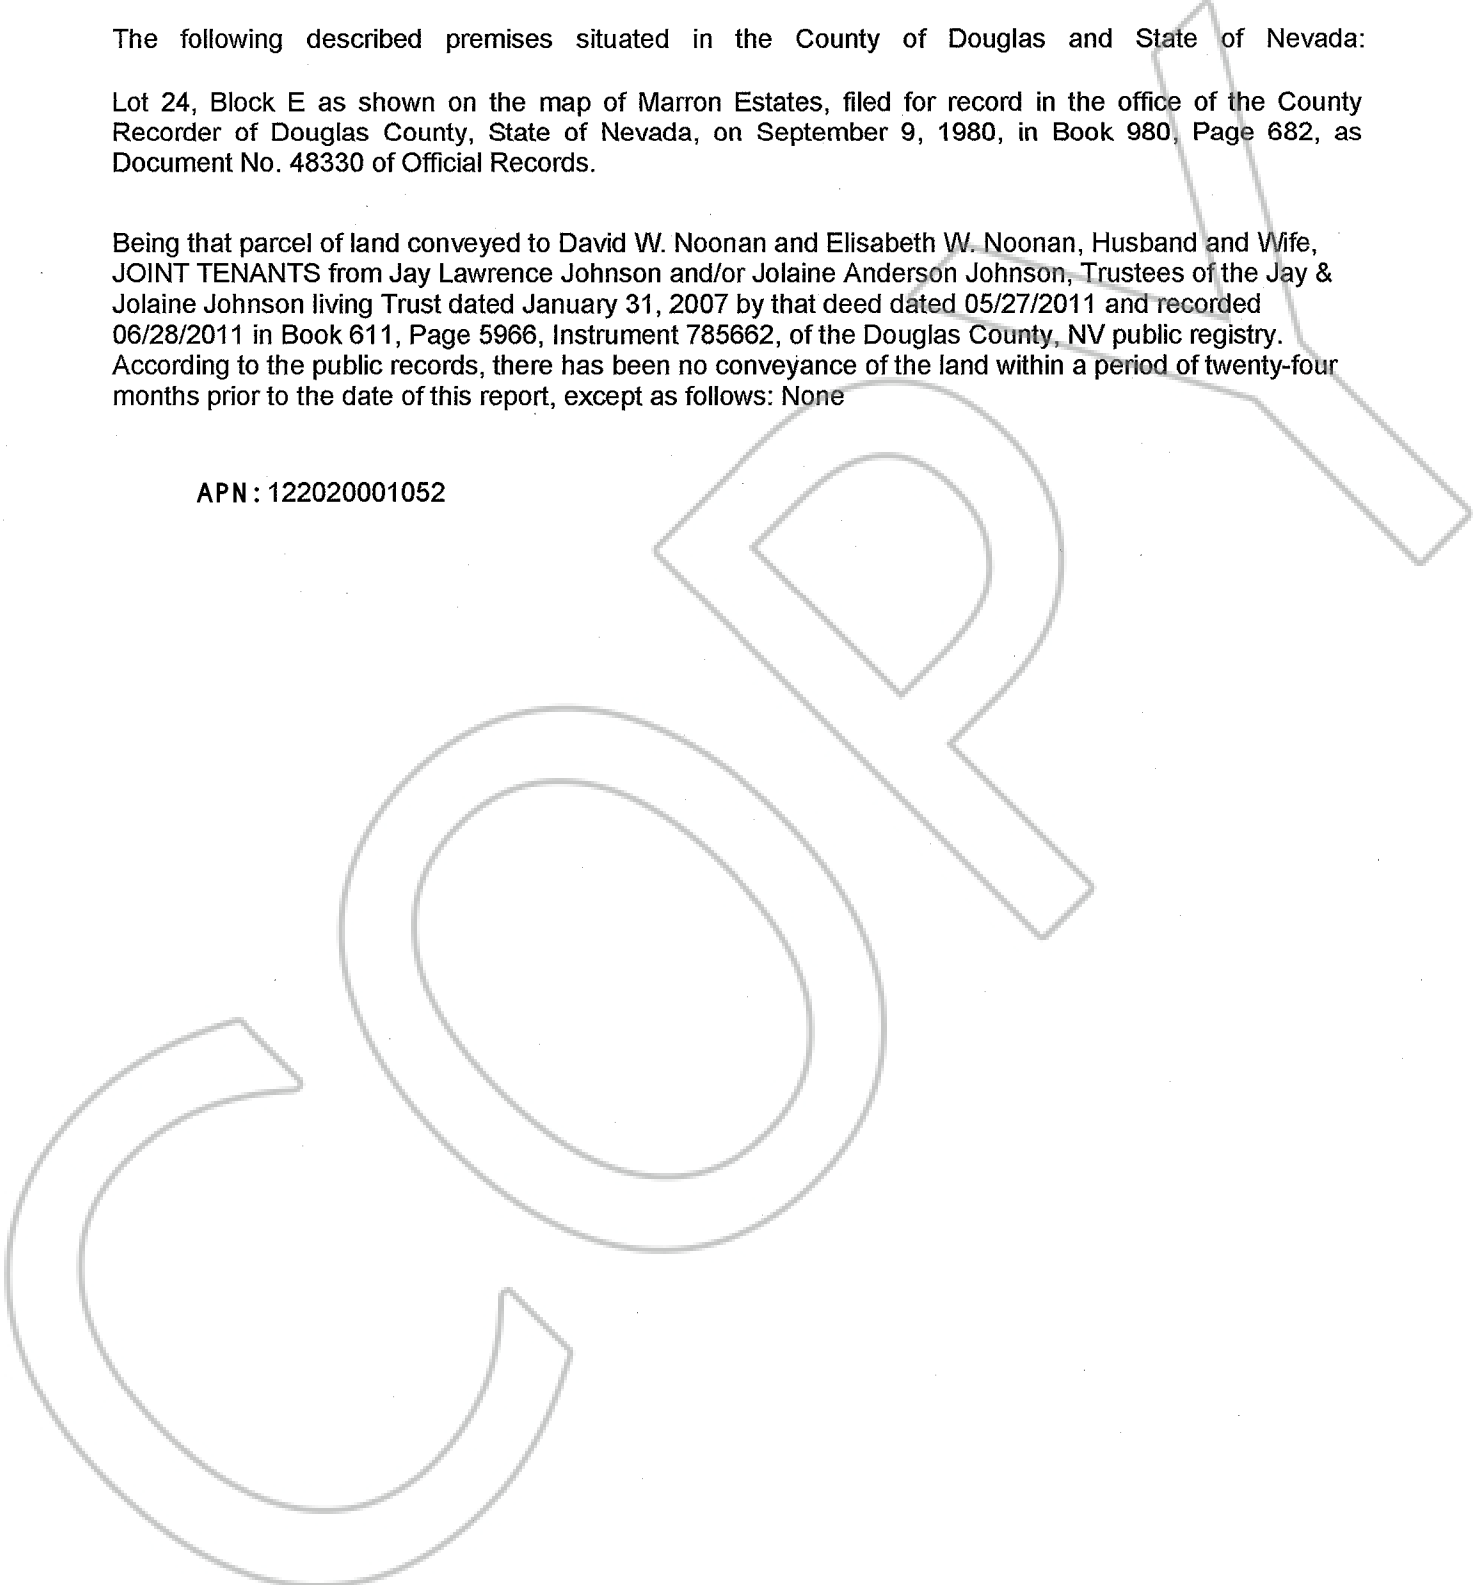 The following described premises situated in the County of Douglas and State of Nevada:
Lot 24, Block E as shown on the map of Marron Estates, filed for record in the office of the County
Recorder of Douglas County, State of Nevada, on September 9, 1980, in Book 980, Page 682, as
Document No. 48330 of Official Records.
Being that parcel of land conveyed to David W. Noonan and Elisabeth W. Noonan, Husband and Wife,
JOINT TENANTS from Jay Lawrence Johnson and/or Jolaine Anderson Johnson, Trustees of the Jay &
Jolaine Johnson living Trust dated January 31, 2007 by that deed dated 05/27/2011 and recorded
06/28/2011 in Book 611, Page 5966, Instrument 785662, of the Douglas County, NV public registry.
According to the public records, there has been no conveyance of the land within a period of twenty-four
months prior to the date of this report, except as follows: None
APN: 122020001052
COPY